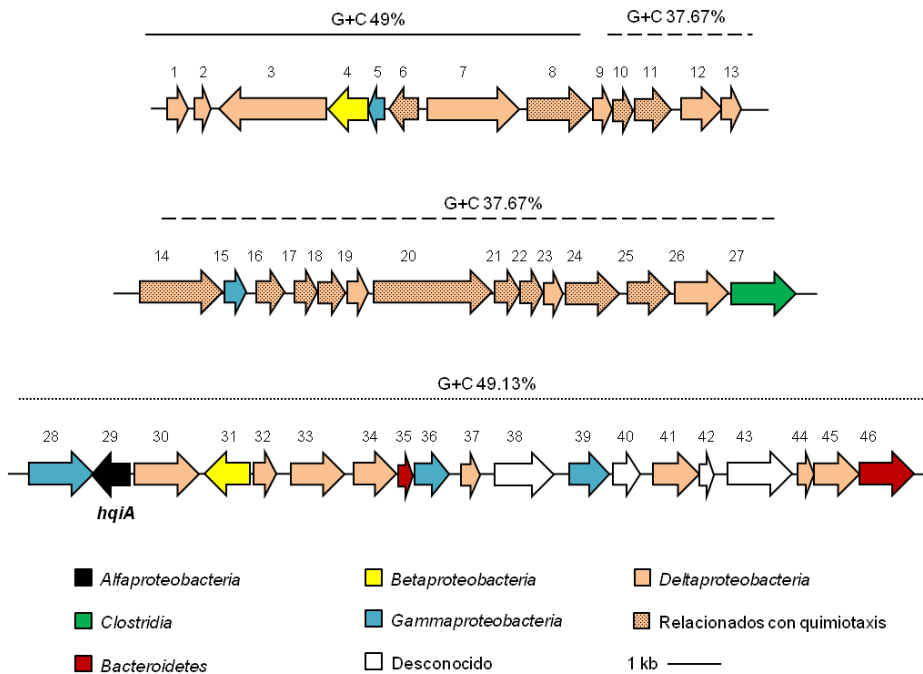 G+C 49% G+C 37.67%
1 2 3 4 5 6 7 8 9 10 11 12 13
G+C 37.67%
14 15 16 17 18 19 20 21 22 23 24 25 26 27
G+C 49.13%
28 29 30 31 32 33 34 35 36 37 38 39 40 41 42 43 44 45 46
hqiA
Alfaproteobacteria Betaproteobacteria Deltaproteobacteria
Clostridia Gammaproteobacteria Relacionados con quimiotaxis
Bacteroidetes Desconocido 1 kb